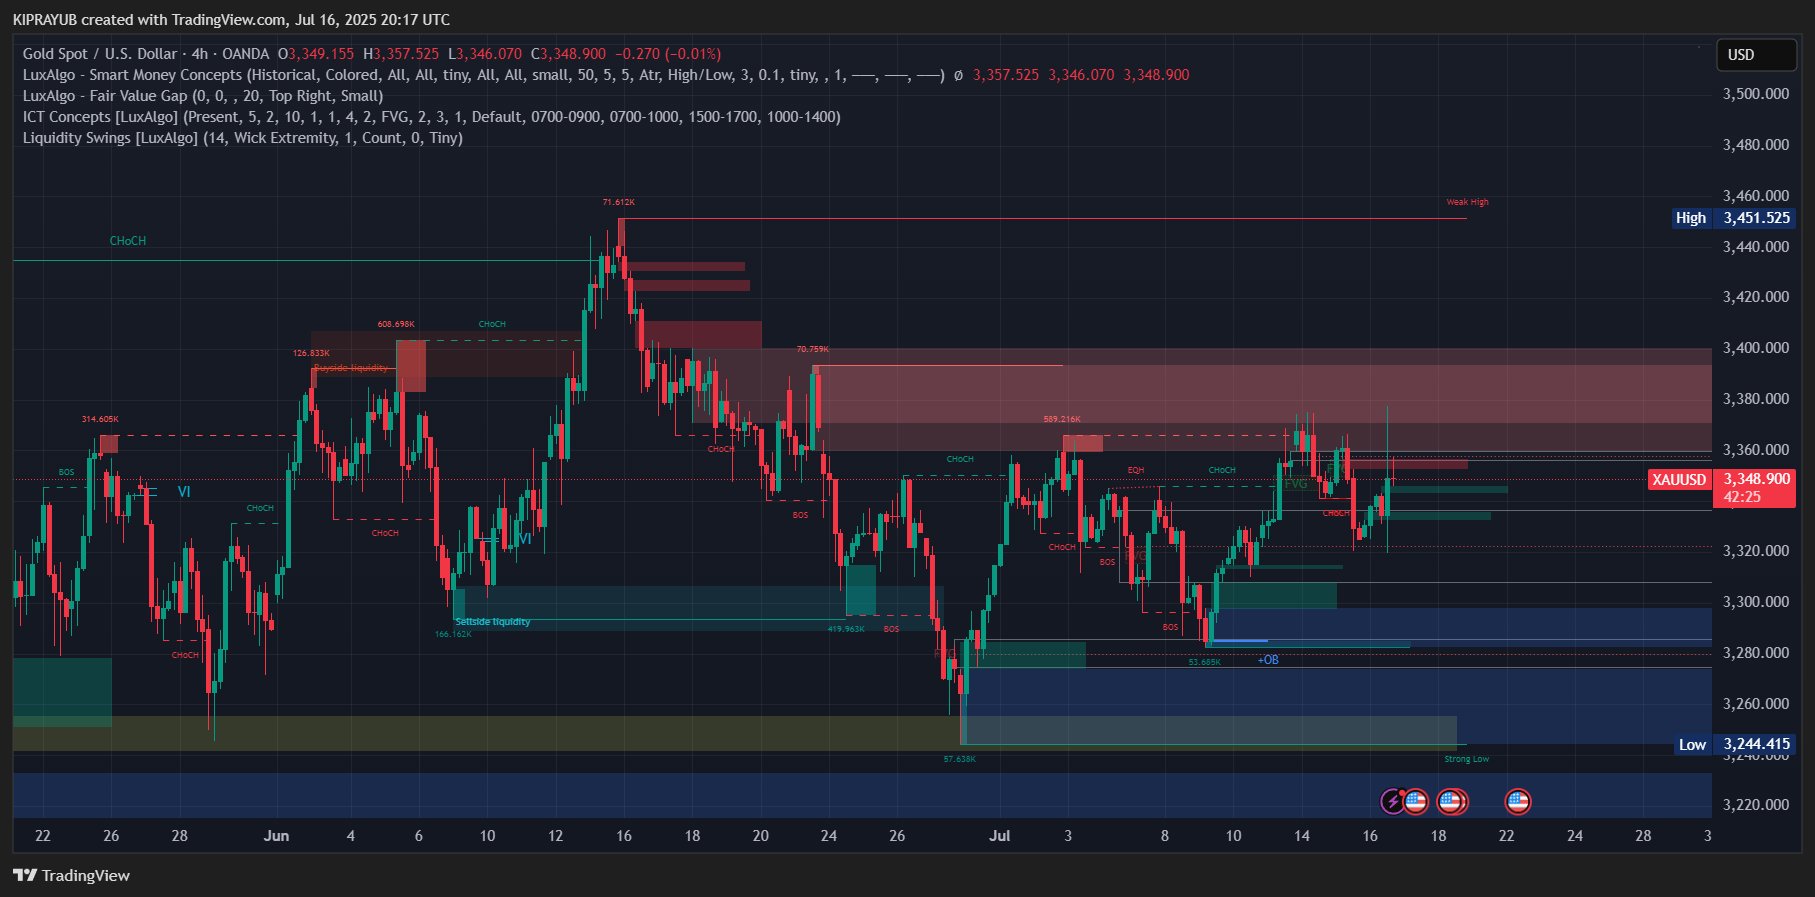 KIPRAYUB created with TradingView.com, Jul 16, 2025 20:17 UTC
Gold Spot / U.S. Dollar · 4h · OANDA O3,349.155 H3,357.525 L3,346.070 C3,348.900 −0.270 (−0.01%)
LuxAlgo - Smart Money Concepts (Historical, Colored, All, All, tiny, All, All, small, 50, 5, 5, Atr, High/Low, 3, 0.1, tiny, , 1, ──, ──, ──) ø 3,357.525 3,346.070 3,348.900
LuxAlgo - Fair Value Gap (0, 0, , 20, Top Right, Small)
ICT Concepts [LuxAlgo] (Present, 5, 2, 10, 1, 1, 4, 2, FVG, 2, 3, 1, Default, 0700-0900, 0700-1000, 1500-1700, 1000-1400)
Liquidity Swings [LuxAlgo] (14, Wick Extremity, 1, Count, 0, Tiny)
USD
3,500.000
3,480.000
3,460.000
71.612K
Weak High
High 3,451.525
CHoCH
3,440.000
3,420.000
608.698K
CHoCH
126.833K
70.759K
3,400.000
Buyside liquidity
3,380.000
314.605K
589.216K
CHoCH
3,360.000
CHoCH
BOS
EQH
CHoCH
FVG
XAUUSD 3,348.900
42:25
VI
FVG
CHoCH
BOS
CHoCH
CHoCH
VI
CHoCH
3,320.000
FVG
BOS
3,300.000
Sellside liquidity
166.162K
419.963K
BOS
BOS
CHoCH
FVG
53.685K
+OB
3,280.000
3,260.000
Low 3,244.415
3,240.000
57.638K
Strong Low
3,220.000
22 26 28 Jun 4 6 10 12 16 18 20 24 26 Jul 3 8 10 14 16 18 22 24 28 3
TradingView